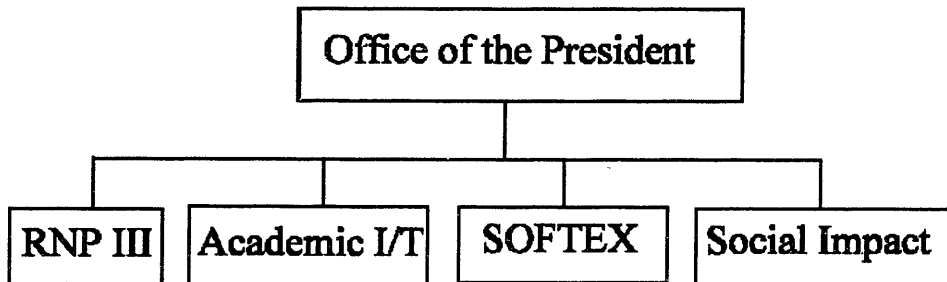 Office of the President
RNP III
Academic I/T
SOFTEX
Social Impact